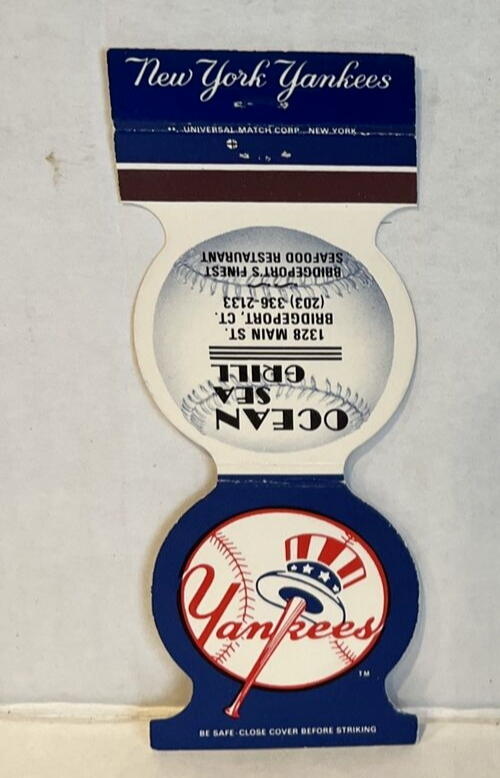 New York Yankees
UNIVERSAL MATCH CORP. NEW YORK
OCEAN
SEA
GRILL
1328 MAIN ST.
BRIDGEPORT, CT.
(203) 336-2133
BRIDGEPORT'S FINEST
SEAFOOD RESTAURANT
Yankees
TM
BE SAFE - CLOSE COVER BEFORE STRIKING